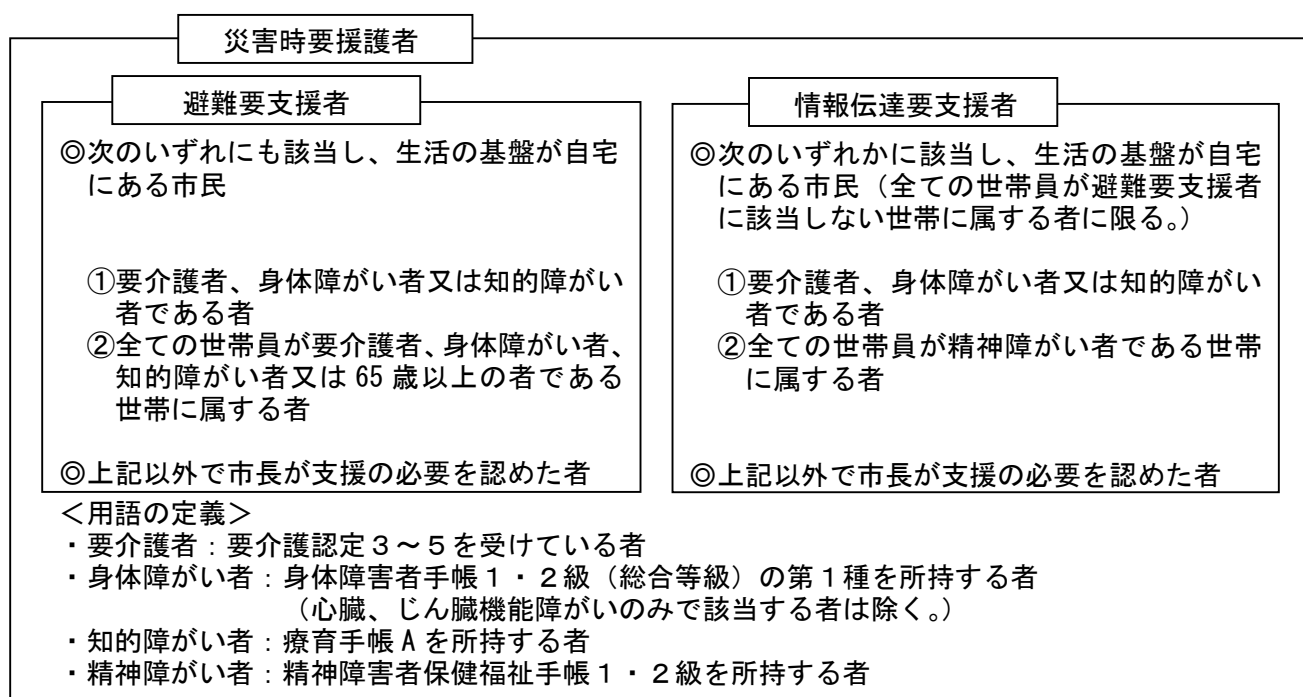 災害時要援護者
避難要支援者
◎次のいずれにも該当し、生活の基盤が自宅
にある市民
①要介護者、身体障がい者又は知的障がい
者である者
②全ての世帯員が要介護者、身体障がい者、
知的障がい者又は65歳以上の者である
世帯に属する者
◎上記以外で市長が支援の必要を認めた者
情報伝達要支援者
◎次のいずれかに該当し、生活の基盤が自宅
にある市民（全ての世帯員が避難要支援者
に該当しない世帯に属する者に限る。）
①要介護者、身体障がい者又は知的障がい
者である者
②全ての世帯員が精神障がい者である世帯
に属する者
◎上記以外で市長が支援の必要を認めた者
＜用語の定義＞
・要介護者：要介護認定３～５を受けている者
・身体障がい者：身体障害者手帳１・２級（総合等級）の第１種を所持する者
（心臓、じん臓機能障がいのみで該当する者は除く。）
・知的障がい者：療育手帳Ａを所持する者
・精神障がい者：精神障害者保健福祉手帳１・２級を所持する者